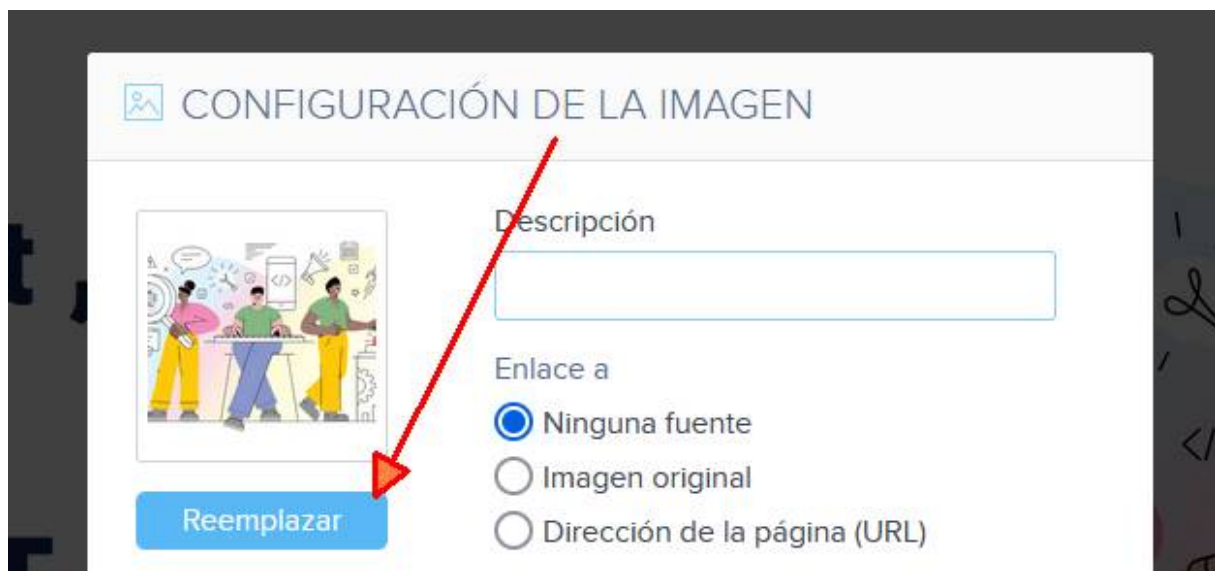 CONFIGURACIÓN DE LA IMAGEN
Descripción
Enlace a
Ninguna fuente
Imagen original
Reemplazar
Dirección de la página (URL)